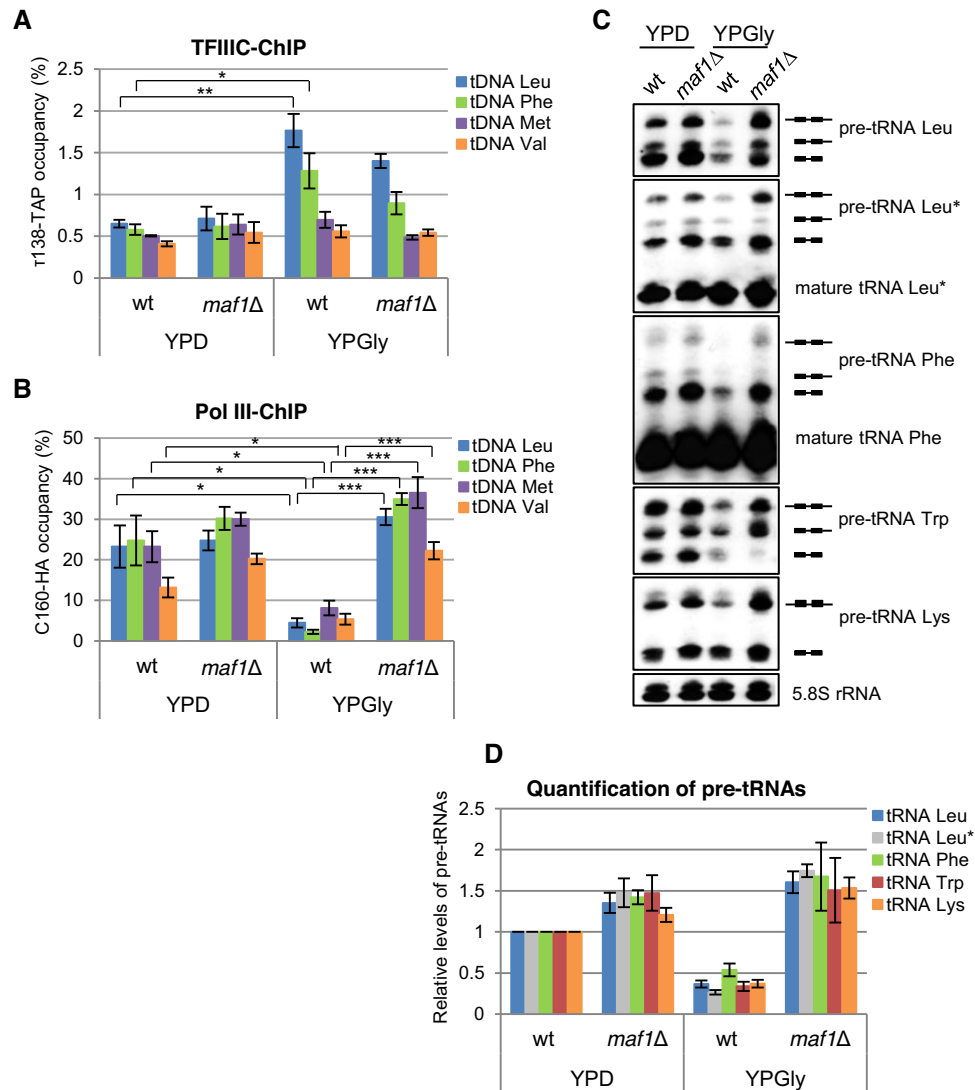 A
TFIIIC-ChIP
τ138-TAP occupancy (%)
2.5
2
1.5
1
0.5
0
*
**
tDNA Leu
tDNA Phe
tDNA Met
tDNA Val
wt
maf1Δ
wt
maf1Δ
YPD
YPGly
B
Pol III-ChIP
C160-HA occupancy (%)
50
40
30
20
10
0
*
***
*
***
*
***
*
***
tDNA Leu
tDNA Phe
tDNA Met
tDNA Val
wt
maf1Δ
wt
maf1Δ
YPD
YPGly
C
YPD
YPGly
wt
maf1Δ
wt
maf1Δ
pre-tRNA Leu
pre-tRNA Leu*
mature tRNA Leu*
pre-tRNA Phe
mature tRNA Phe
pre-tRNA Trp
pre-tRNA Lys
5.8S rRNA
D
Quantification of pre-tRNAs
Relative levels of pre-tRNAs
2.5
2
1.5
1
0.5
0
tRNA Leu
tRNA Leu*
tRNA Phe
tRNA Trp
tRNA Lys
wt
maf1Δ
wt
maf1Δ
YPD
YPGly